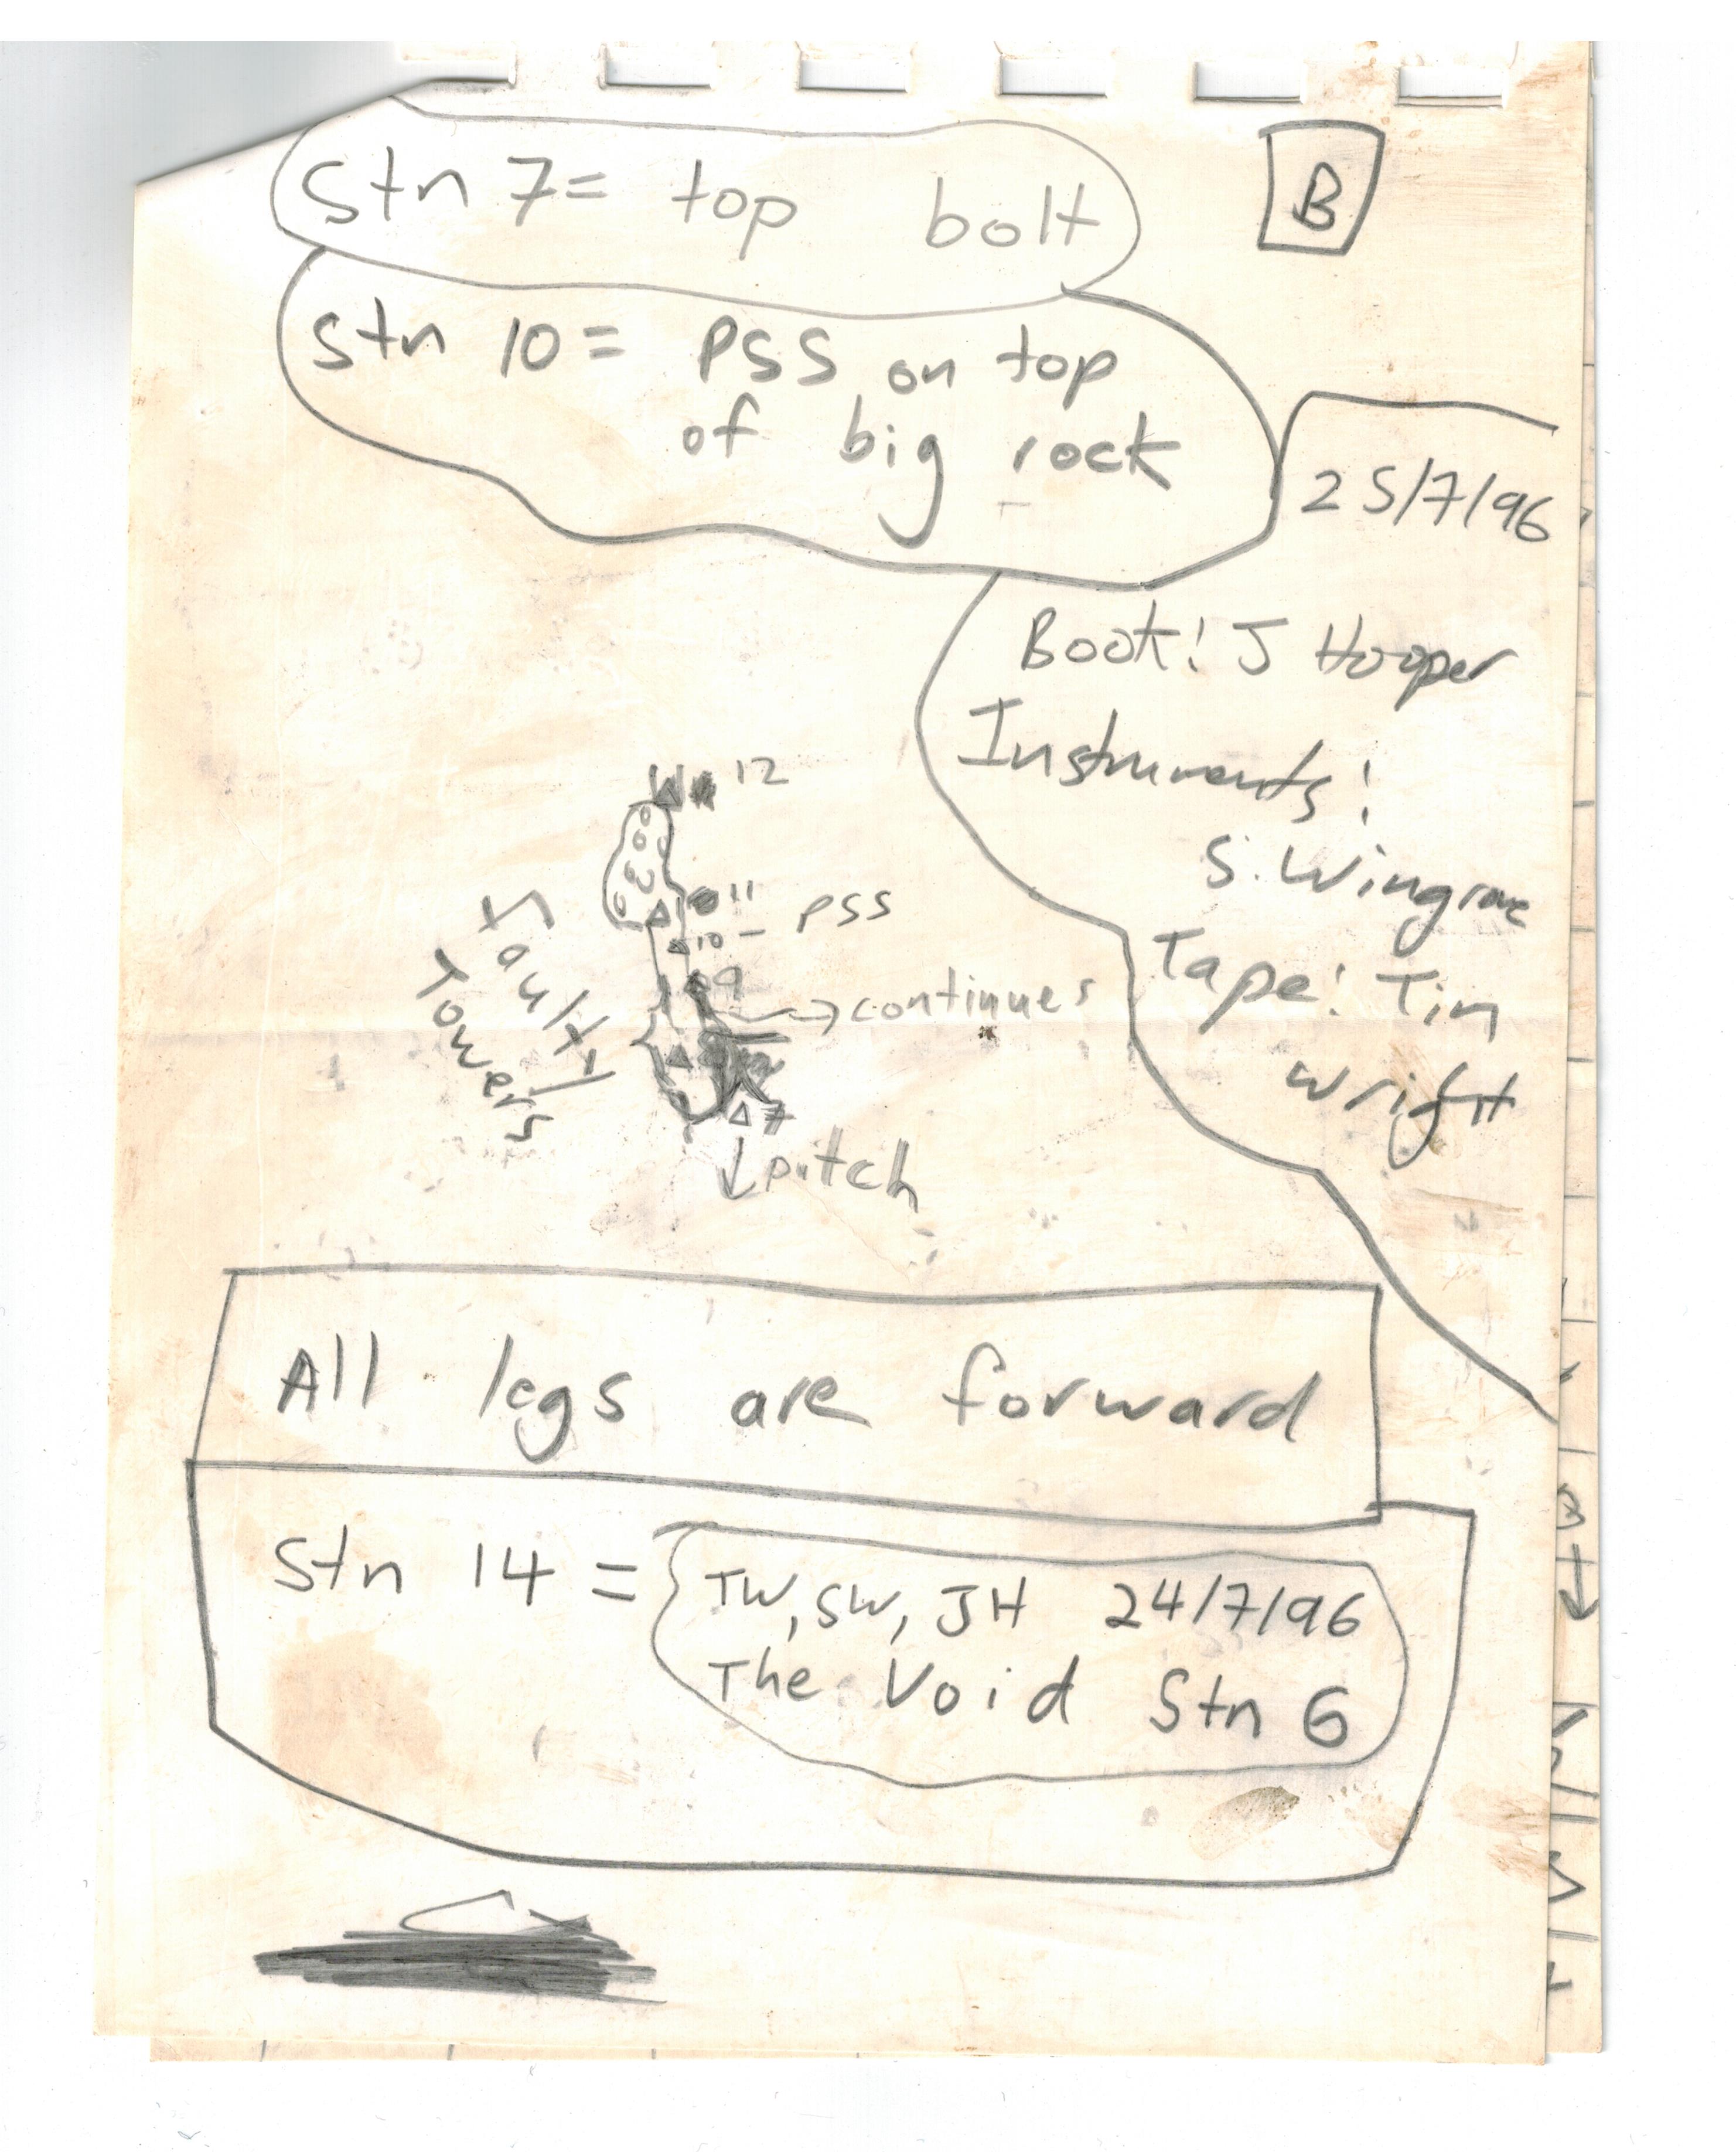 Stn 7= top bolt
B
Stn 10= PSS on top
of big rock
25/7/96
Book: J Hooper
Instruments:
S. Wingrove
Tape: Tim
Wright
12
11
10 - PSS
9
→ continues
Faulty
Towers
7
↓ pitch
All legs are forward
Stn 14 =
TW, SW, JH 24/7/96
The Void Stn 6